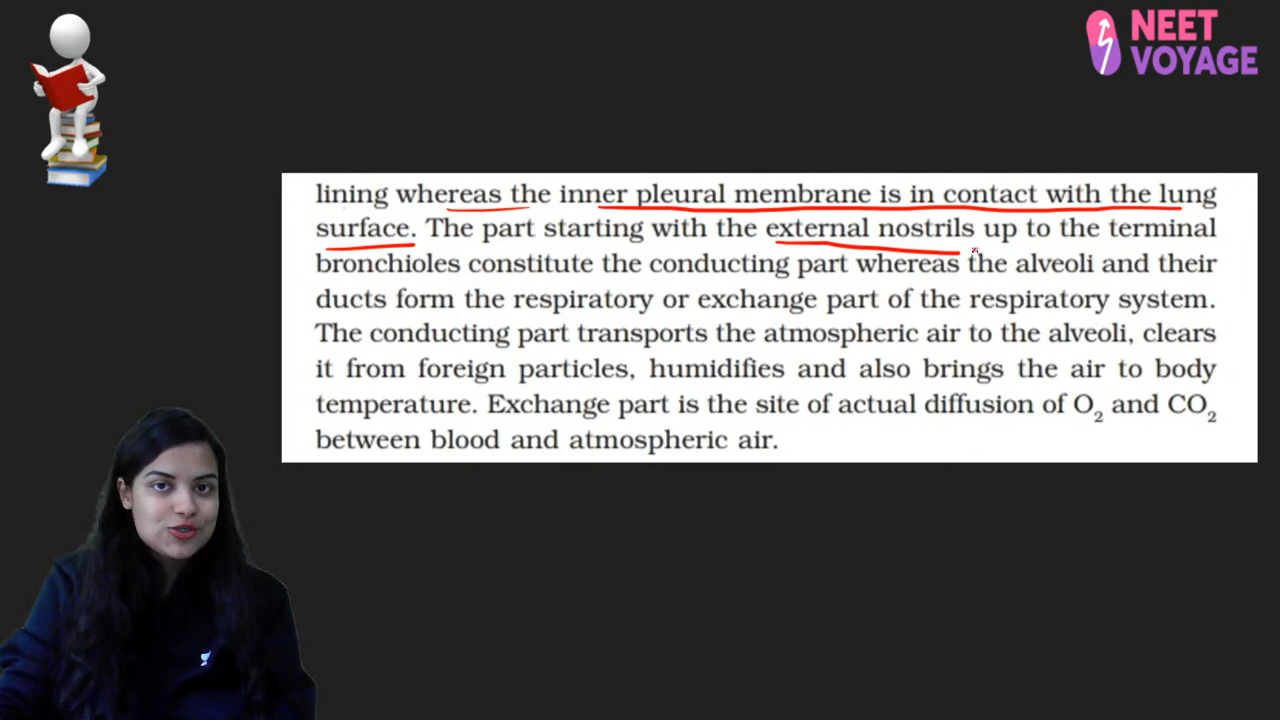 NEET
VOYAGE
lining whereas the inner pleural membrane is in contact with the lung
surface. The part starting with the external nostrils up to the terminal
bronchioles constitute the conducting part whereas the alveoli and their
ducts form the respiratory or exchange part of the respiratory system.
The conducting part transports the atmospheric air to the alveoli, clears
it from foreign particles, humidifies and also brings the air to body
temperature. Exchange part is the site of actual diffusion of O₂ and CO₂
between blood and atmospheric air.